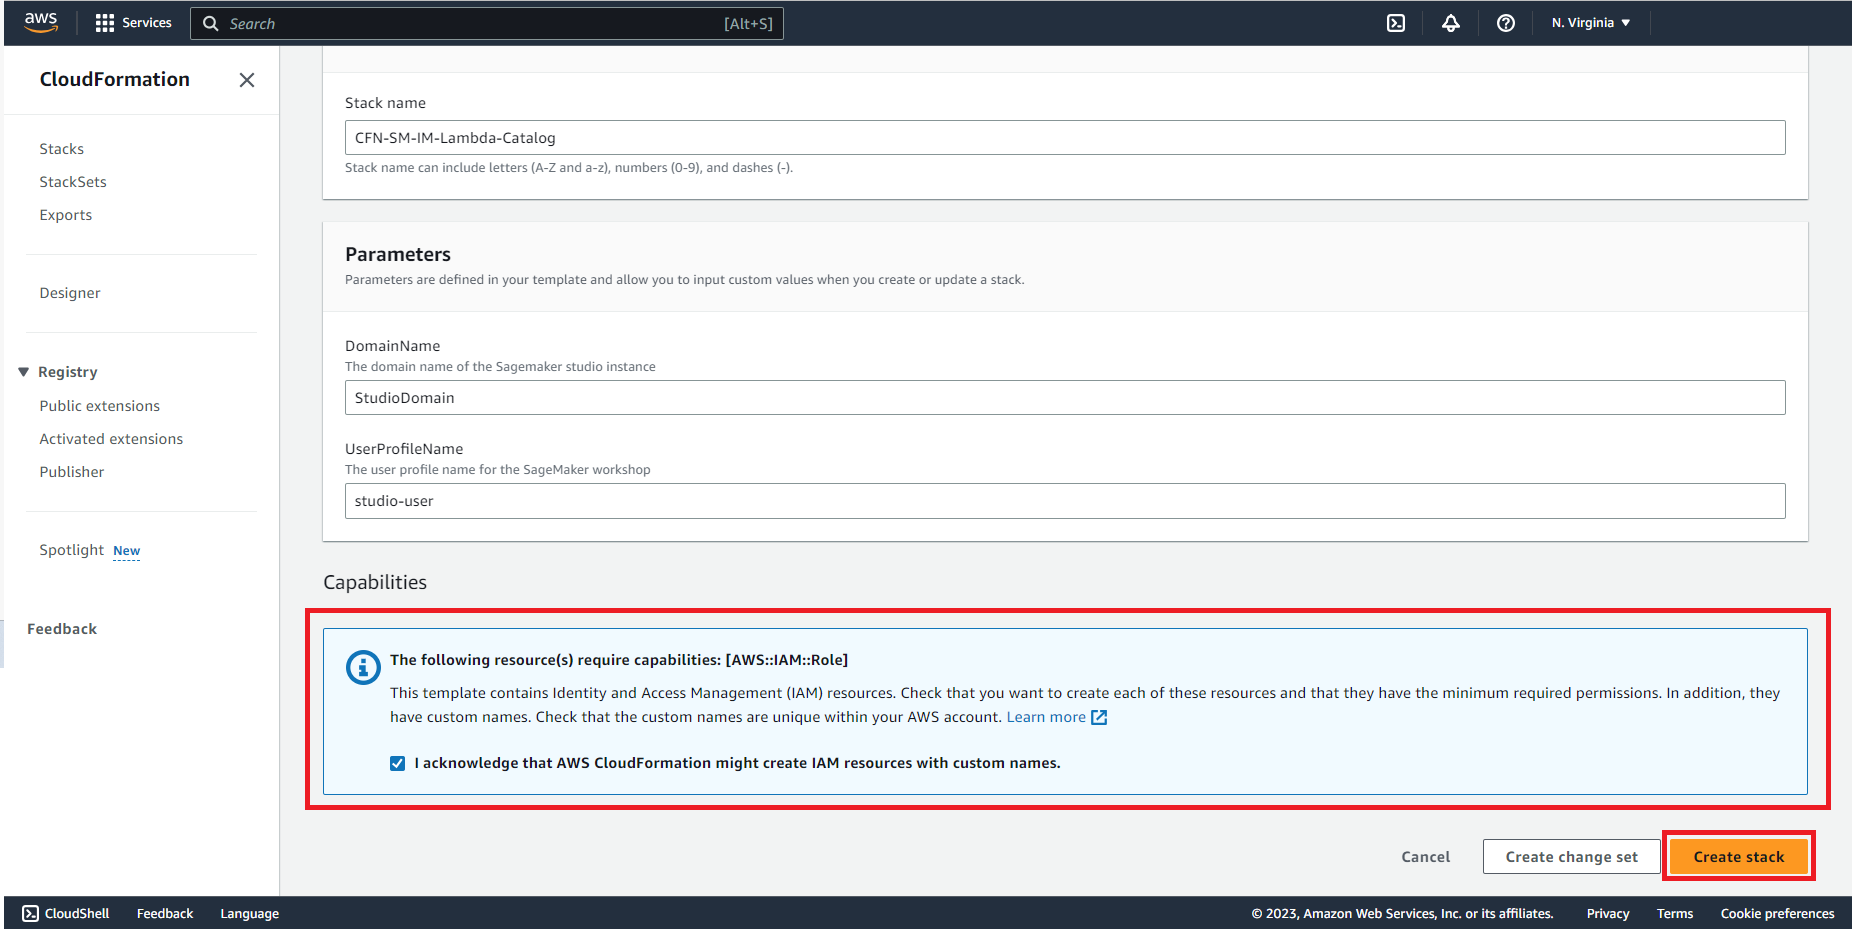 aws
Services
Search
[Alt+S]
N. Virginia
CloudFormation
Stacks
StackSets
Exports
Designer
Registry
Public extensions
Activated extensions
Publisher
Spotlight New
Feedback
Stack name
CFN-SM-IM-Lambda-Catalog
Stack name can include letters (A-Z and a-z), numbers (0-9), and dashes (-).
Parameters
Parameters are defined in your template and allow you to input custom values when you create or update a stack.
DomainName
The domain name of the Sagemaker studio instance
StudioDomain
UserProfileName
The user profile name for the SageMaker workshop
studio-user
Capabilities
The following resource(s) require capabilities: [AWS::IAM::Role]
This template contains Identity and Access Management (IAM) resources. Check that you want to create each of these resources and that they have the minimum required permissions. In addition, they
have custom names. Check that the custom names are unique within your AWS account. Learn more
I acknowledge that AWS CloudFormation might create IAM resources with custom names.
Cancel
Create change set
Create stack
CloudShell
Feedback
Language
© 2023, Amazon Web Services, Inc. or its affiliates.
Privacy
Terms
Cookie preferences